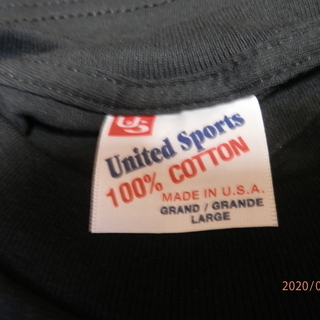 US
United Sports
100% COTTON
MADE IN U.S.A.
GRAND / GRANDE
LARGE
2020/0